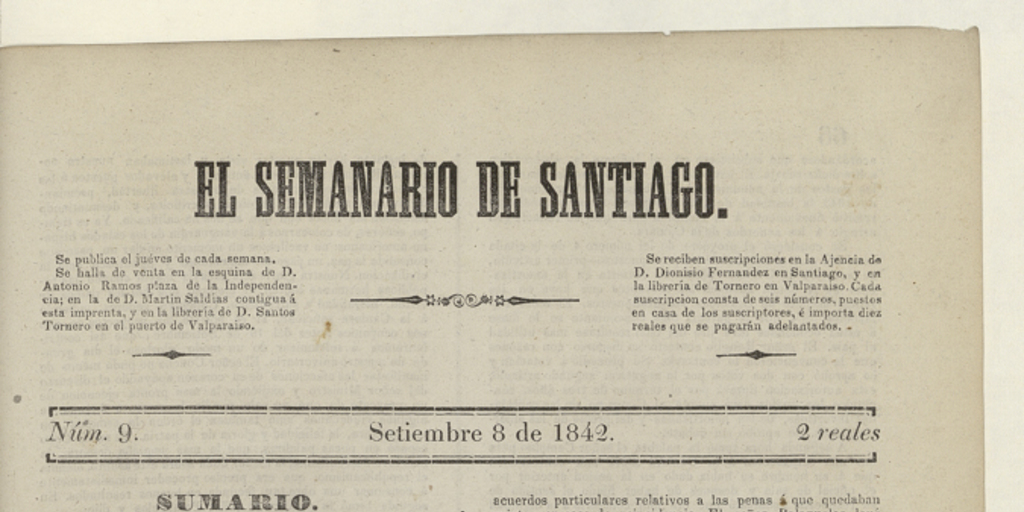 EL SEMANARIO DE SANTIAGO.
Se publica el juéves de cada semana.
Se halla de venta en la esquina de D.
Antonio Ramos plaza de la Independen-
cia; en la de D. Martin Saldias contigua á
esta imprenta, y en la libreria de D. Santos
Tornero en el puerto de Valparaiso.
Se reciben suscripciones en la Ajencia de
D. Dionisio Fernandez en Santiago, y en
la libreria de Tornero en Valparaiso. Cada
suscripcion consta de seis números, puestos
en casa de los suscriptores, é importa diez
reales que se pagarán adelantados.
Núm. 9.
Setiembre 8 de 1842.
2 reales
SUMARIO.
acuerdos particulares relativos a las penas á que quedaban